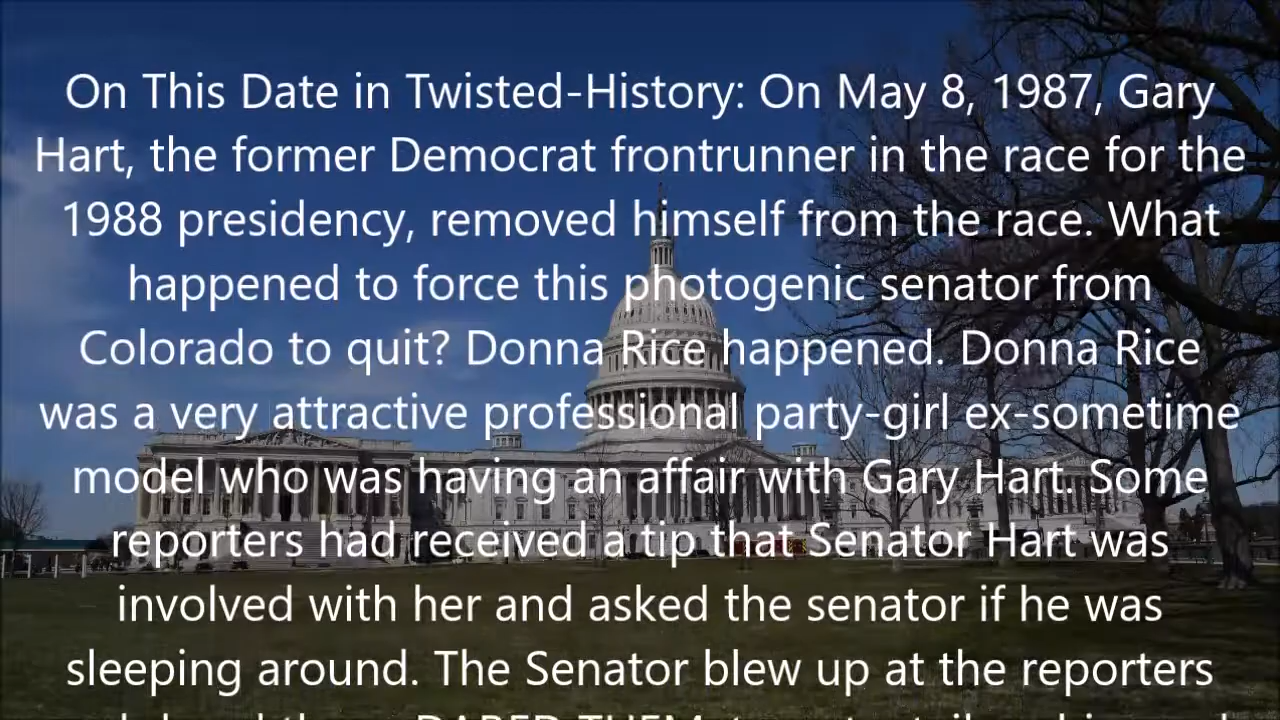 On This Date in Twisted-History: On May 8, 1987, Gary
Hart, the former Democrat frontrunner in the race for the
1988 presidency, removed himself from the race. What
happened to force this photogenic senator from
Colorado to quit? Donna Rice happened. Donna Rice
was a very attractive professional party-girl ex-sometime
model who was having an affair with Gary Hart. Some
reporters had received a tip that Senator Hart was
involved with her and asked the senator if he was
sleeping around. The Senator blew up at the reporters
DARED THEM